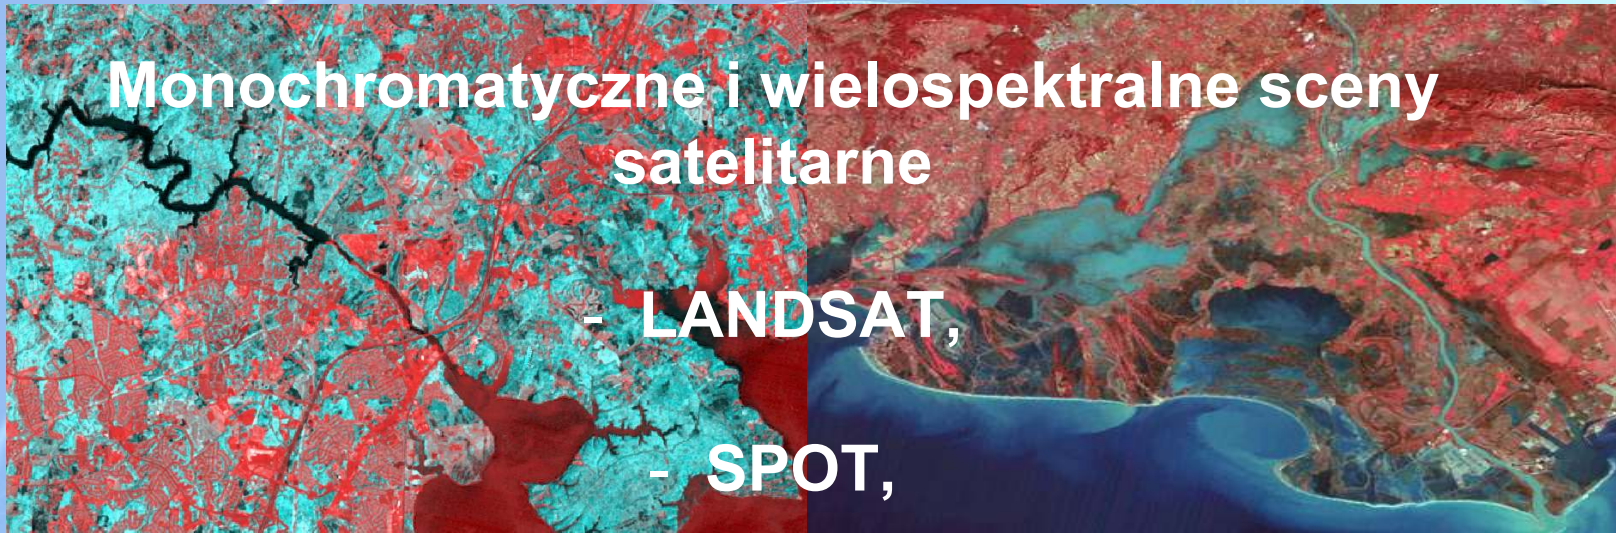 Monochromatyczne i wielospektralne sceny
satelitarne
- LANDSAT,
- SPOT,